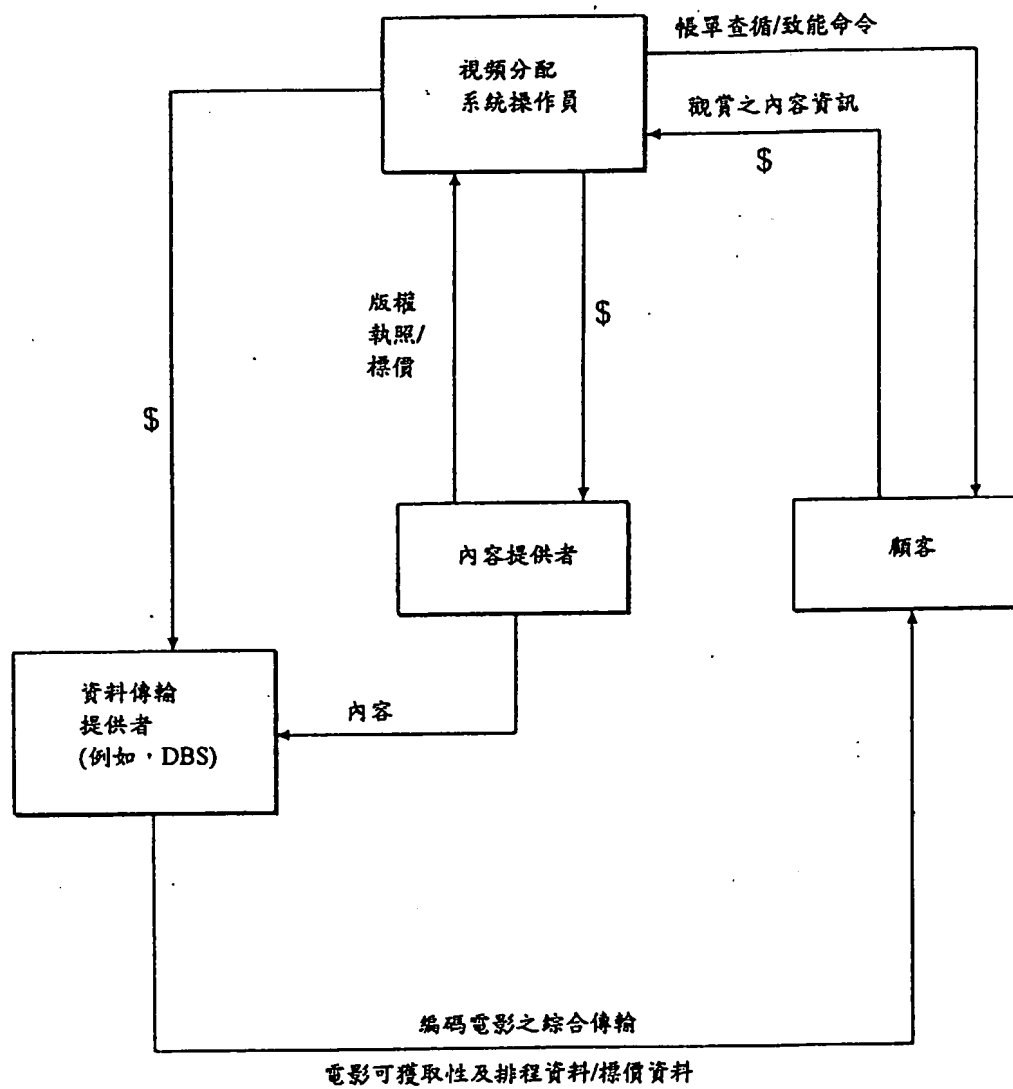 帳單查循/致能命令
視頻分配
系統操作員
觀賞之內容資訊
$
版權
執照/
標價
$
$
內容提供者
顧客
資料傳輸
提供者
(例如，DBS)
內容
編碼電影之綜合傳輸
電影可獲取性及排程資料/標價資料